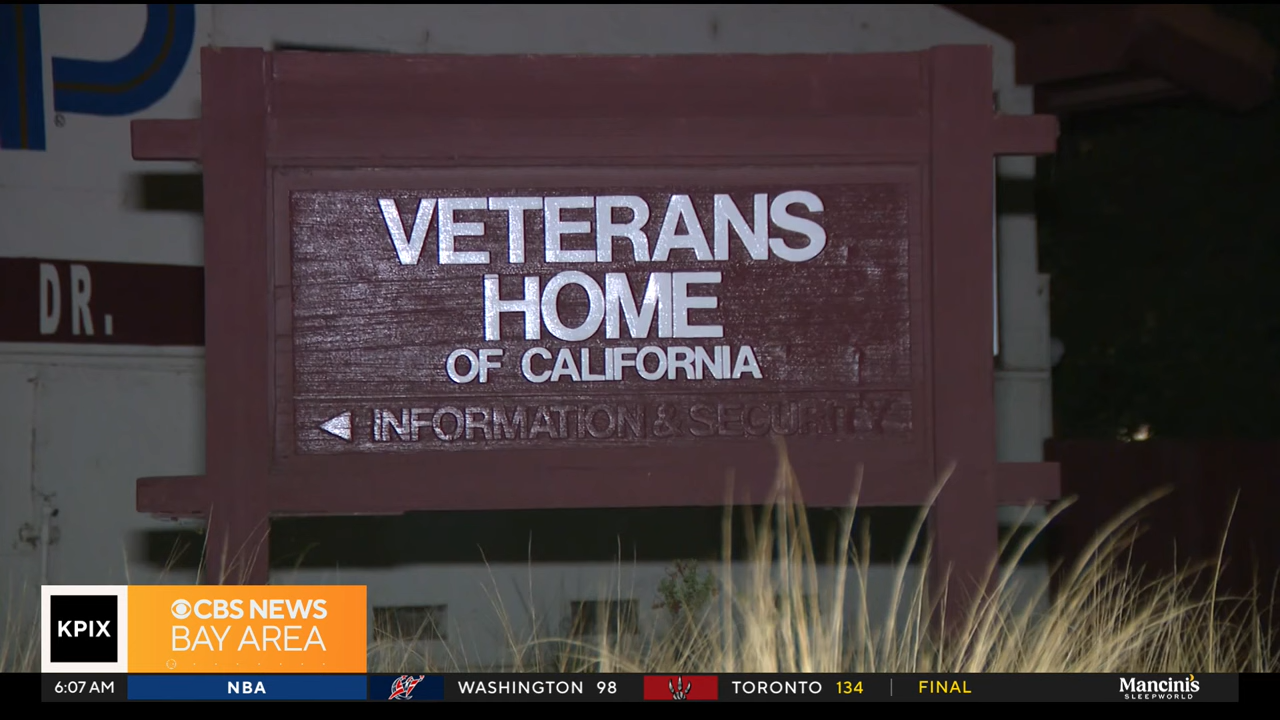 DR.
VETERANS
HOME
OF CALIFORNIA
INFORMATION & SECURITY
KPIX
CBS NEWS
BAY AREA
6:07 AM NBA WASHINGTON 98 TORONTO 134 FINAL Mancini's
SLEEPWORLD